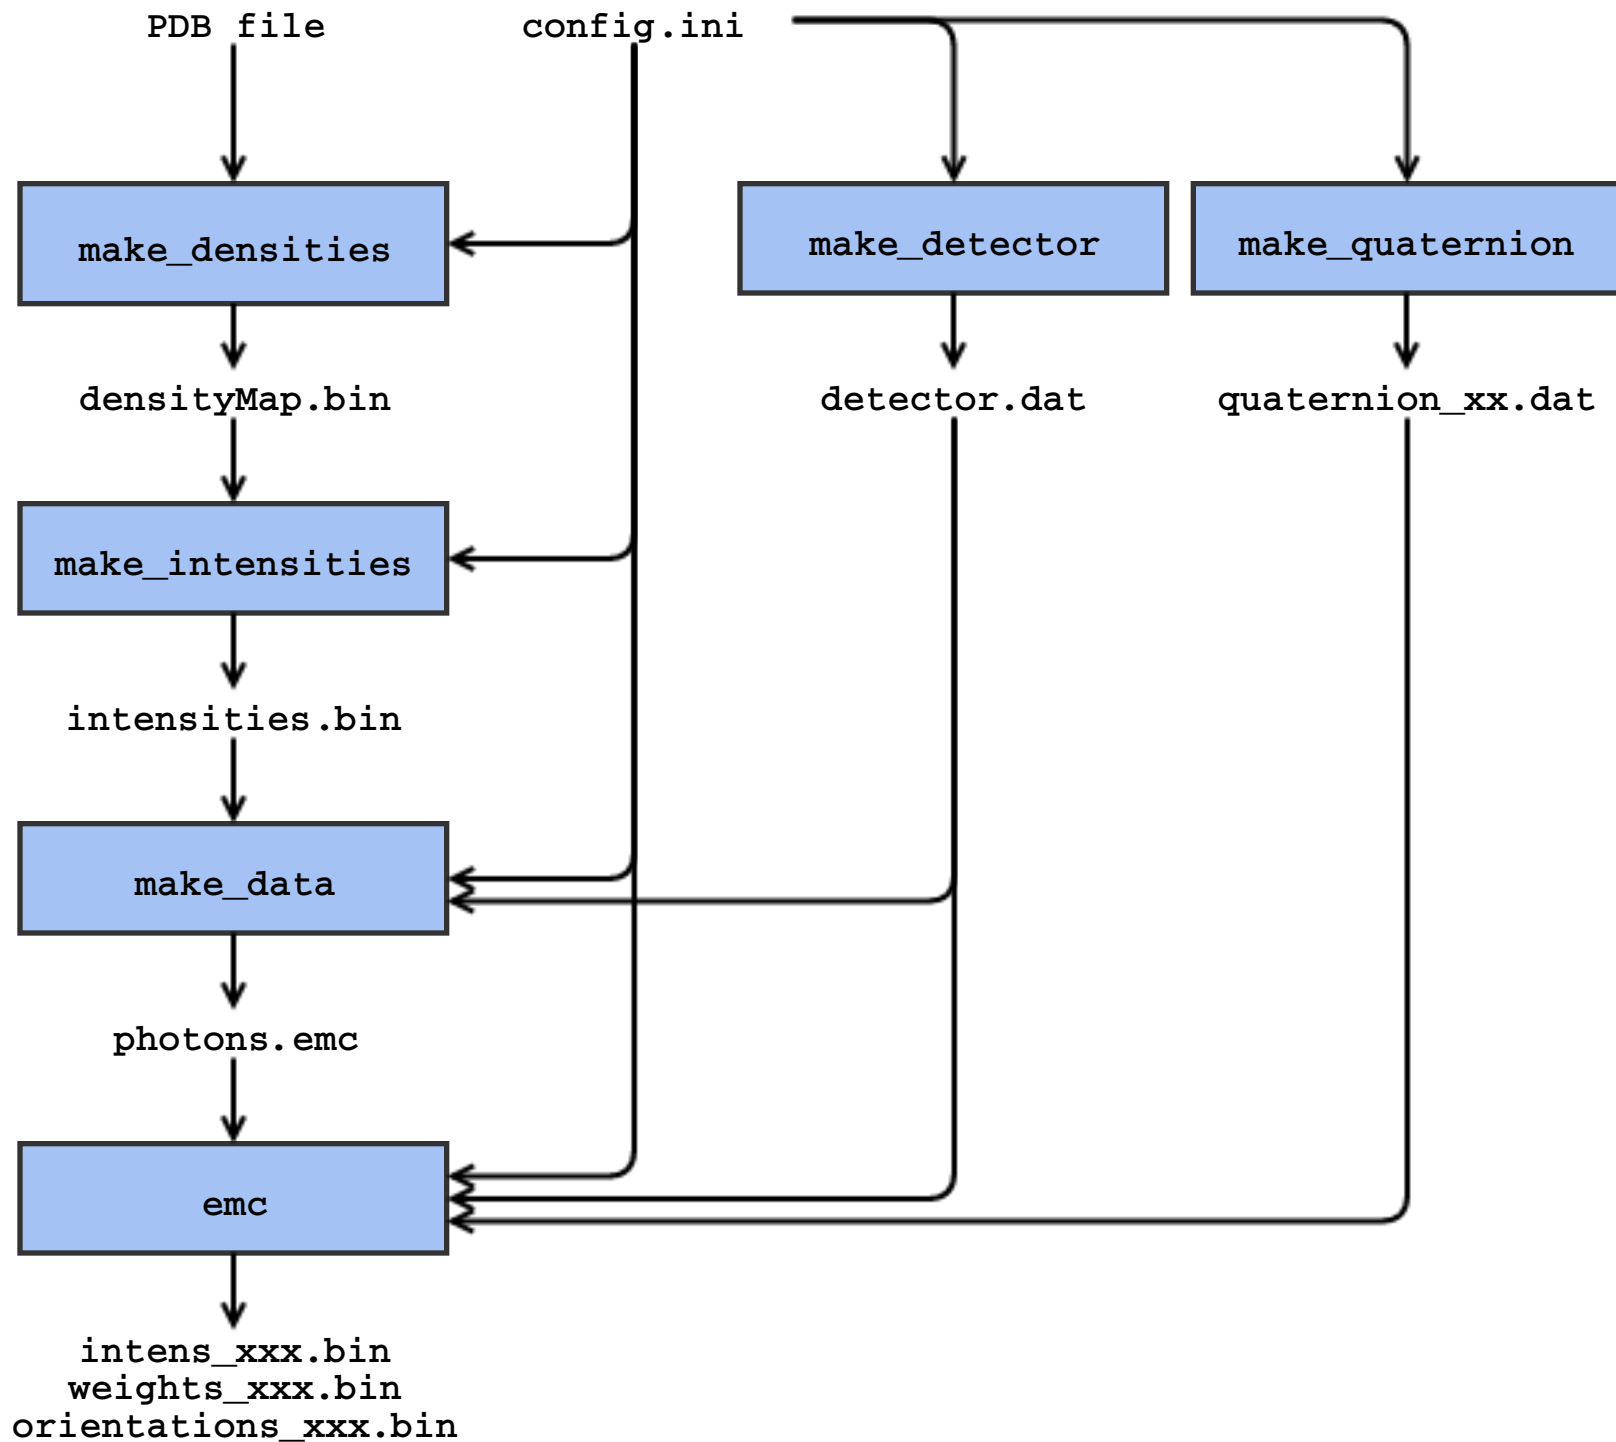 PDB file
config.ini
make_densities
make_detector
make_quaternion
densityMap.bin
detector.dat
quaternion_xx.dat
make_intensities
intensities.bin
make_data
photons.emc
emc
intens_xxx.bin
weights_xxx.bin
orientations_xxx.bin